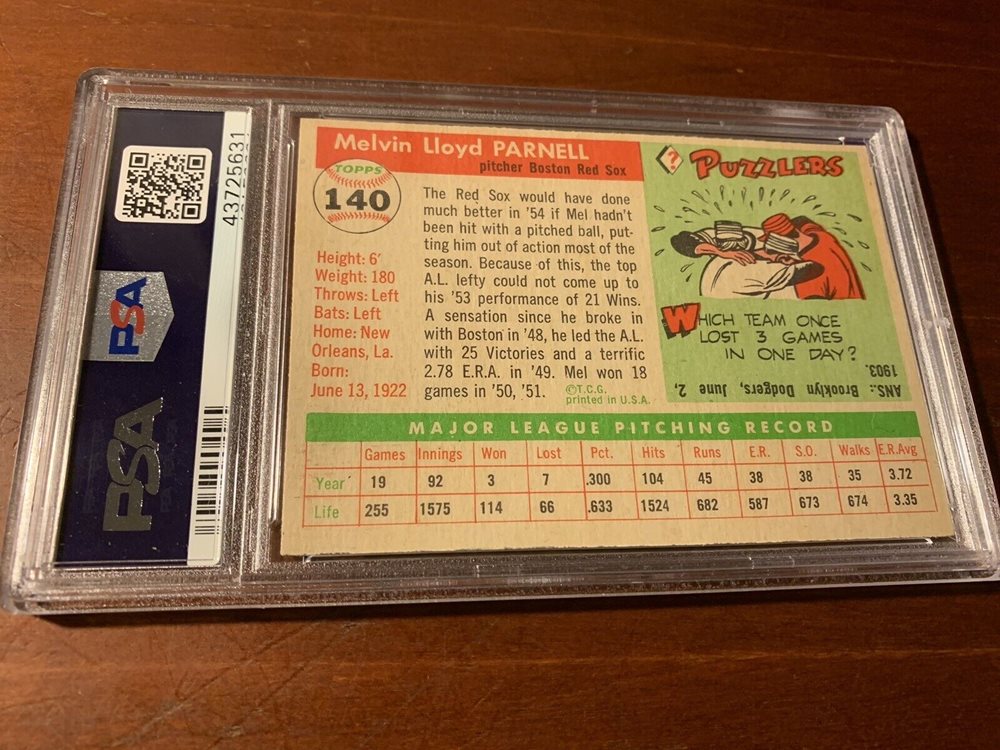 43725631
PSA
PSA
Melvin Lloyd PARNELL
pitcher Boston Red Sox
TOPPS
140
Height: 6'
Weight: 180
Throws: Left
Bats: Left
Home: New
Orleans, La.
Born:
June 13, 1922
The Red Sox would have done
much better in '54 if Mel hadn't
been hit with a pitched ball, put-
ting him out of action most of the
season. Because of this, the top
A.L. lefty could not come up to
his '53 performance of 21 Wins.
A sensation since he broke in
with Boston in '48, he led the A.L.
with 25 Victories and a terrific
2.78 E.R.A. in '49. Mel won 18
games in '50, '51.
©T.C.G.
printed in U.S.A.
? PUZZLERS
WHICH TEAM ONCE
LOST 3 GAMES
IN ONE DAY?
ANS.: Brooklyn Dodgers, June 2,
1903.
MAJOR LEAGUE PITCHING RECORD
Games Innings Won Lost Pct. Hits Runs E.R. S.O. Walks E.R.Avg
Year 19 92 3 7 .300 104 45 38 38 35 3.72
Life 255 1575 114 66 .633 1524 682 587 673 674 3.35